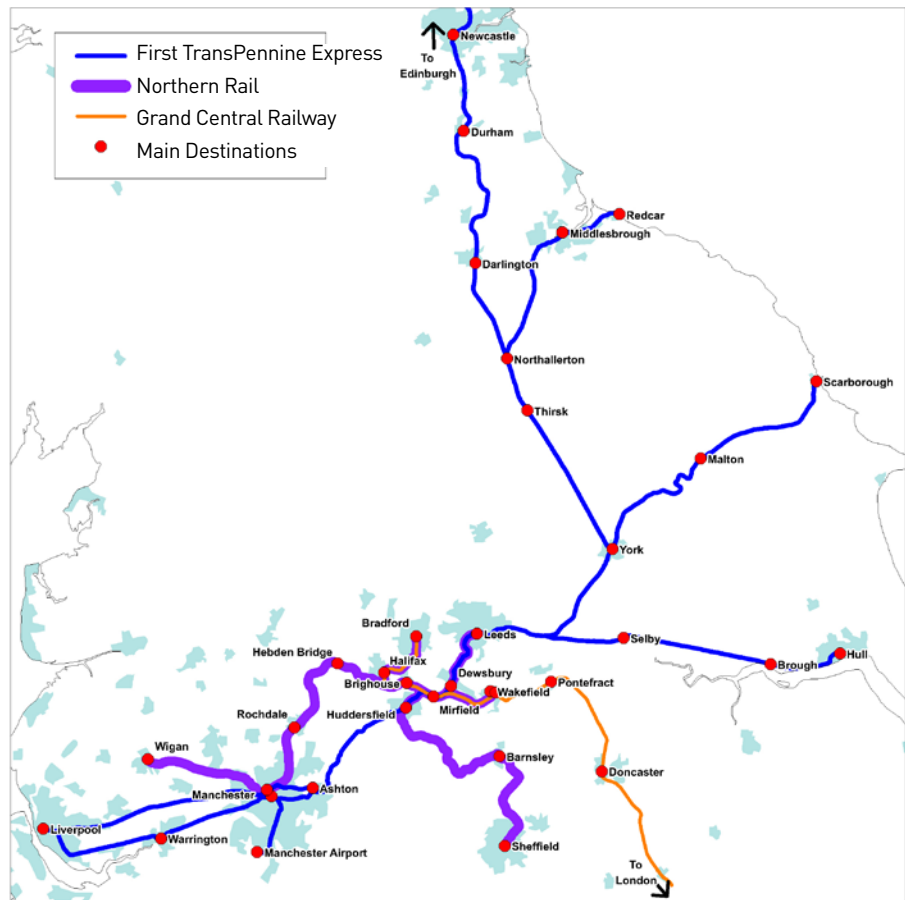 First TransPennine Express
Northern Rail
Grand Central Railway
Main Destinations
Newcastle
To
Edinburgh
Durham
Redcar
Middlesbrough
Darlington
Northallerton
Scarborough
Thirsk
Malton
York
Bradford
Leeds
Selby
Hebden Bridge
Halifax
Brough
Hull
Dewsbury
Brighouse
Wakefield
Pontefract
Mirfield
Huddersfield
Rochdale
Wigan
Barnsley
Doncaster
Manchester
Ashton
Liverpool
Warrington
Manchester Airport
Sheffield
To
London